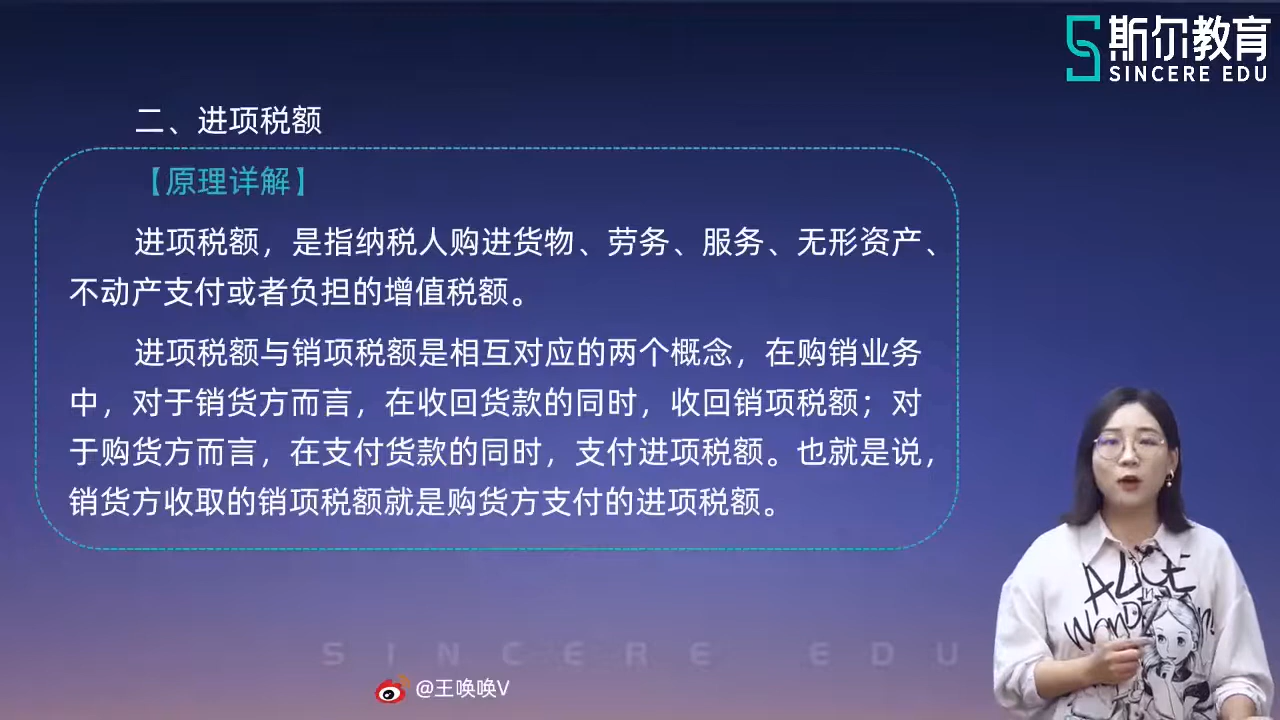 斯尔教育
SINCERE EDU
二、进项税额
【原理详解】
进项税额，是指纳税人购进货物、劳务、服务、无形资产、
不动产支付或者负担的增值税额。
进项税额与销项税额是相互对应的两个概念，在购销业务
中，对于销货方而言，在收回货款的同时，收回销项税额；对
于购货方而言，在支付货款的同时，支付进项税额。也就是说，
销货方收取的销项税额就是购货方支付的进项税额。
ALICE
in
Wonder
SINCERE EDU
@王唤唤V